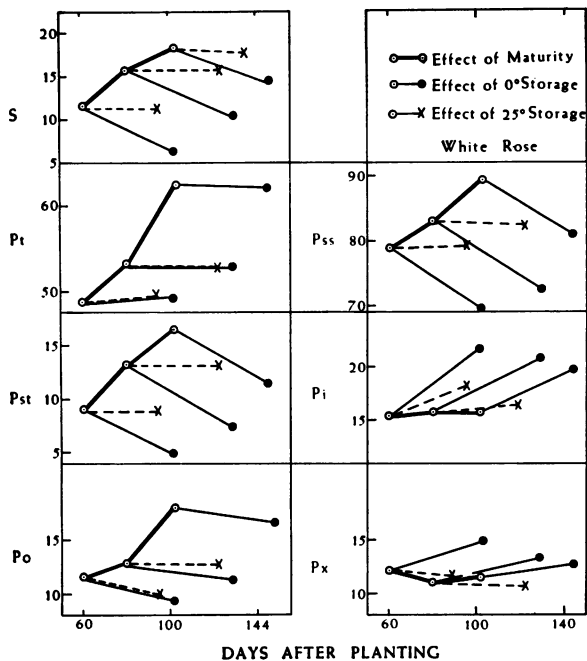 20
15
10
5
S
Effect of Maturity
Effect of 0° Storage
x Effect of 25° Storage
White Rose
60
50
Pt
90
80
70
Pss
15
10
5
Pst
20
15
Pi
15
10
Po
15
10
Px
60 100 144
60 100 144
DAYS AFTER PLANTING